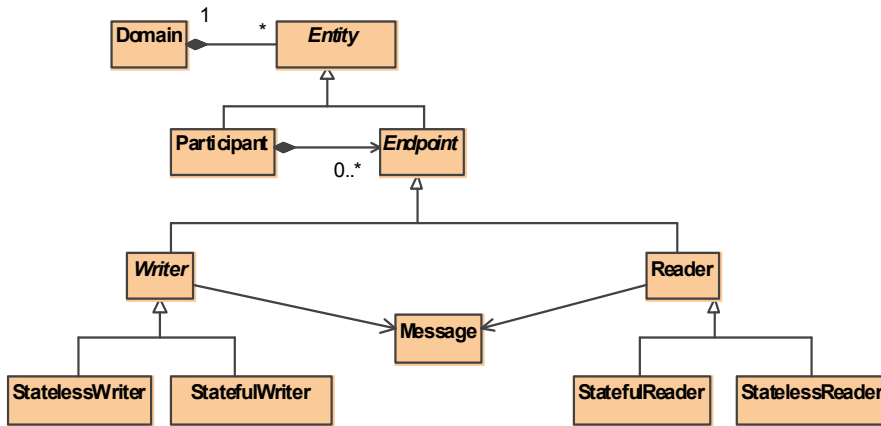 1
Domain
*
Entity
Participant
Endpoint
0..*
Writer
Reader
Message
StatelessWriter
StatefulWriter
StatefulReader
StatelessReader